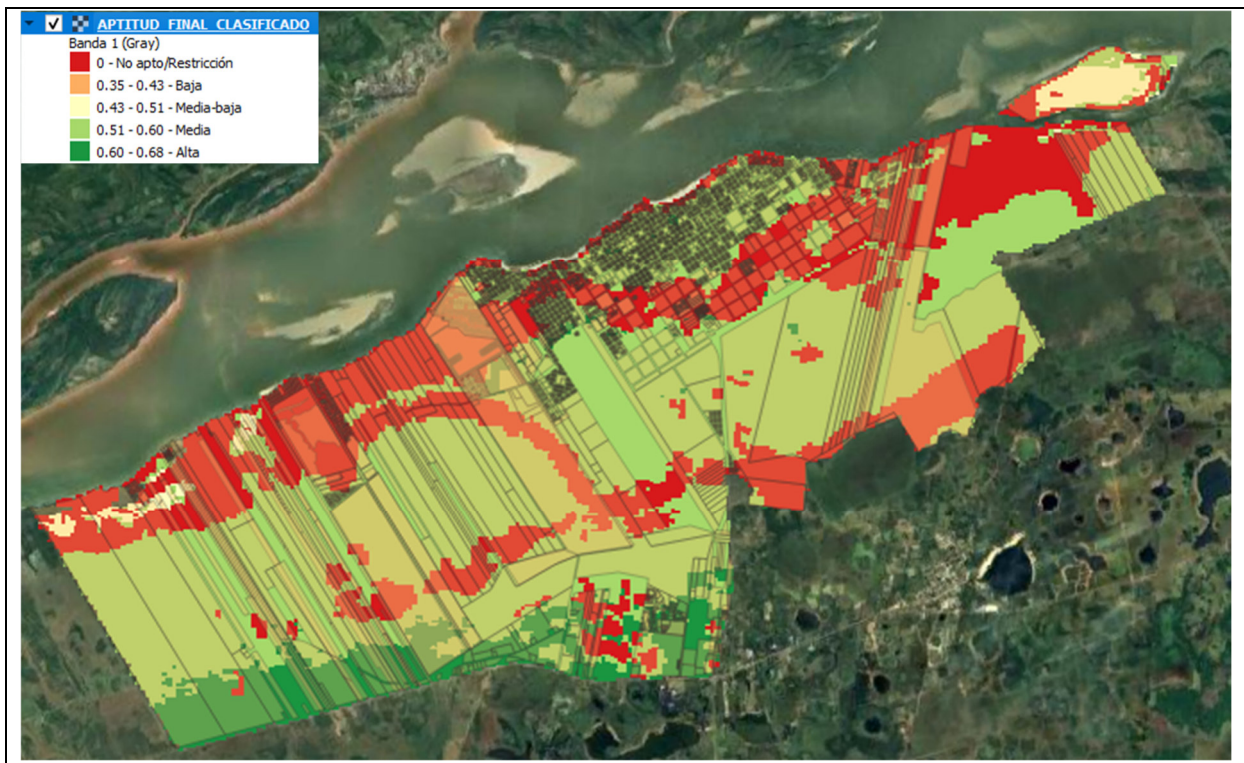 APTITUD_FINAL_CLASIFICADO
Banda 1 (Gray)
0 - No apto/Restricción
0.35 - 0.43 - Baja
0.43 - 0.51 - Media-baja
0.51 - 0.60 - Media
0.60 - 0.68 - Alta